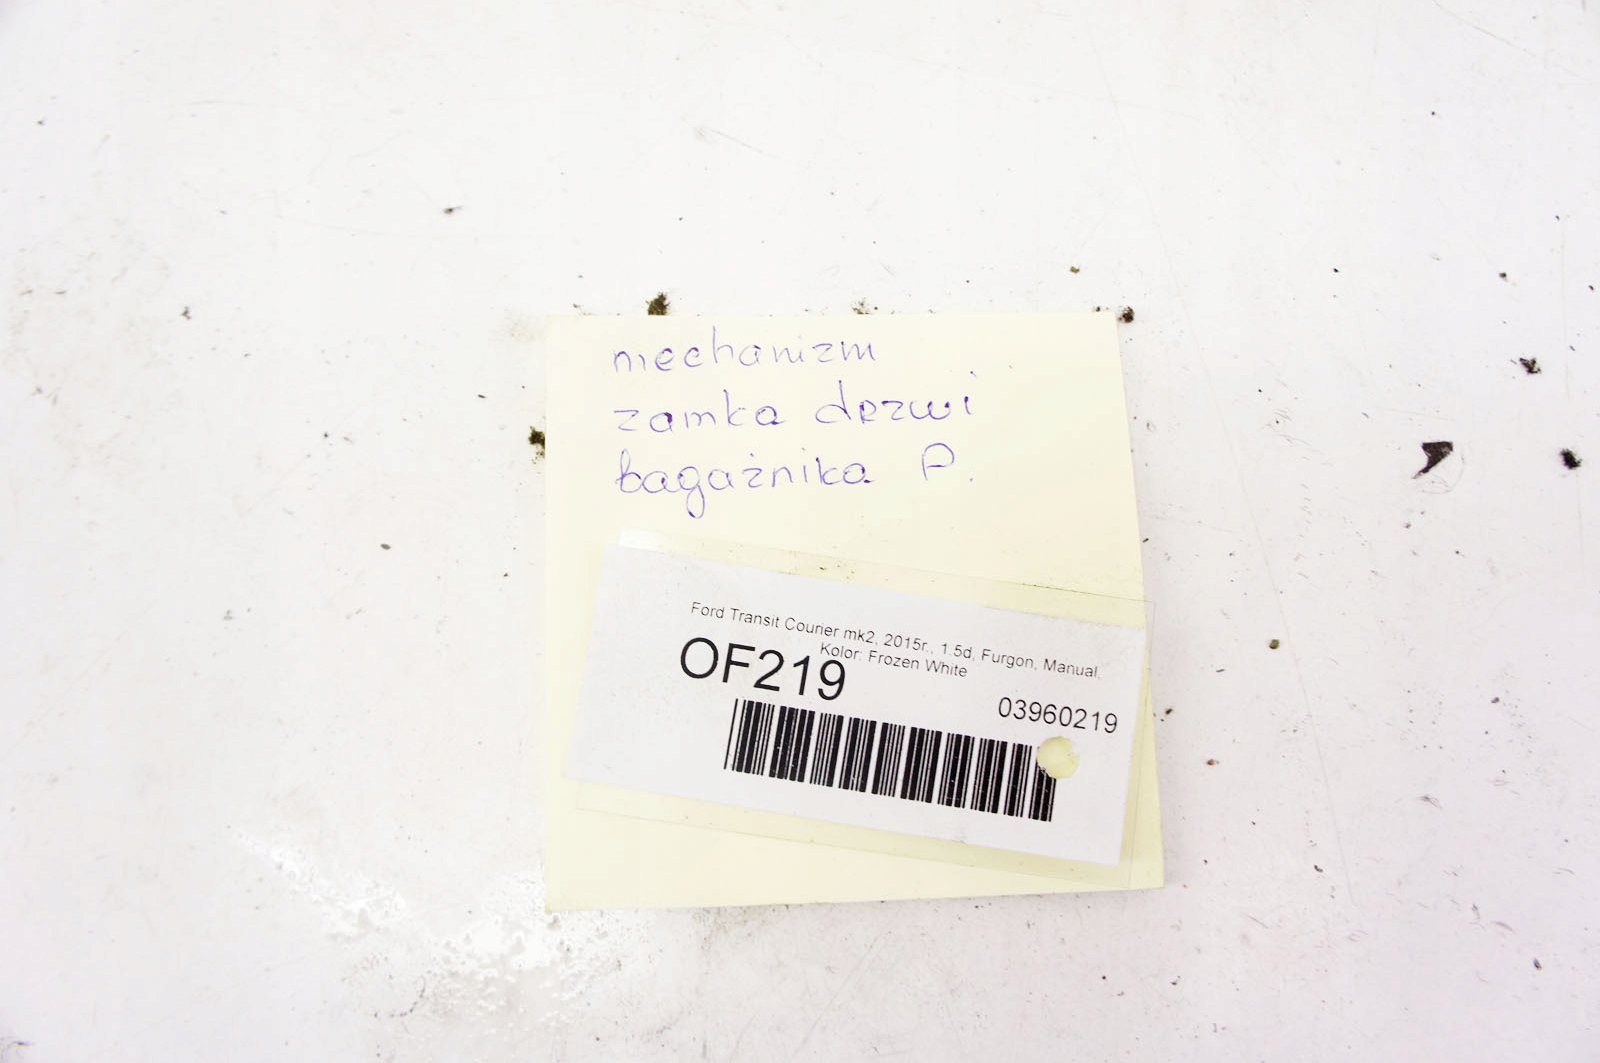 mechanizm
zamka drzwi
bagażnika P.
Ford Transit Courier mk2, 2015r., 1.5d, Furgon, Manual,
Kolor: Frozen White
OF219
03960219